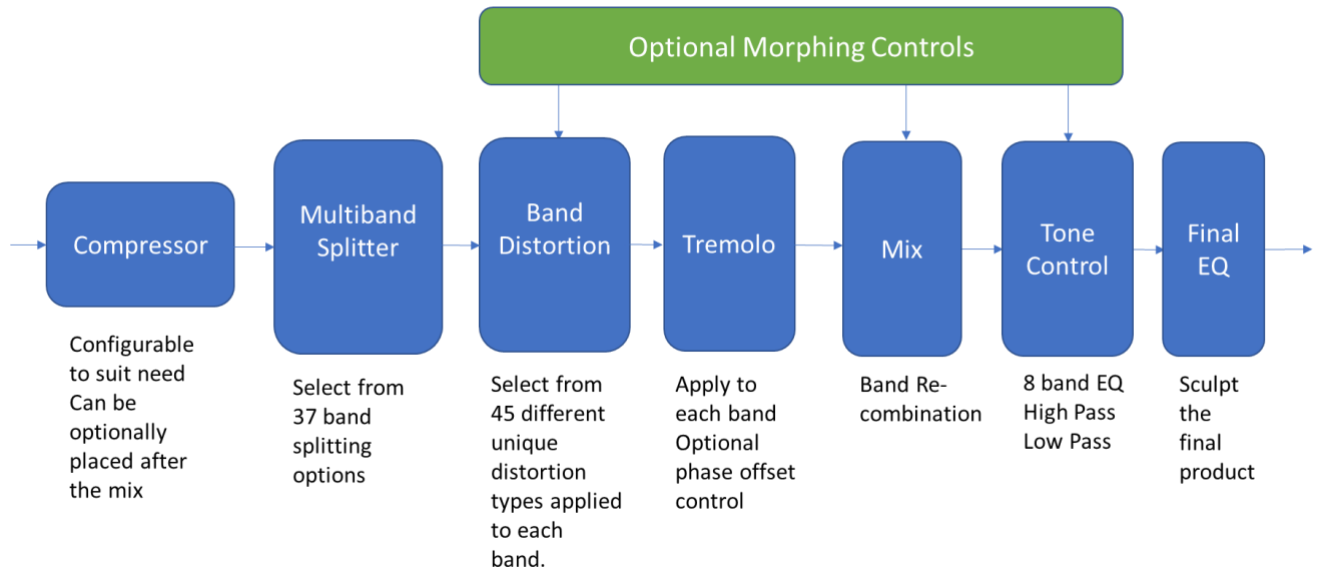 Optional Morphing Controls
Compressor
Multiband
Splitter
Band
Distortion
Tremolo
Mix
Tone
Control
Final
EQ
Configurable
to suit need
Can be
optionally
placed after
the mix
Select from
37 band
splitting
options
Select from
45 different
unique
distortion
types applied
to each
band.
Apply to
each band
Optional
phase offset
control
Band Re-
combination
8 band EQ
High Pass
Low Pass
Sculpt
the
final
product